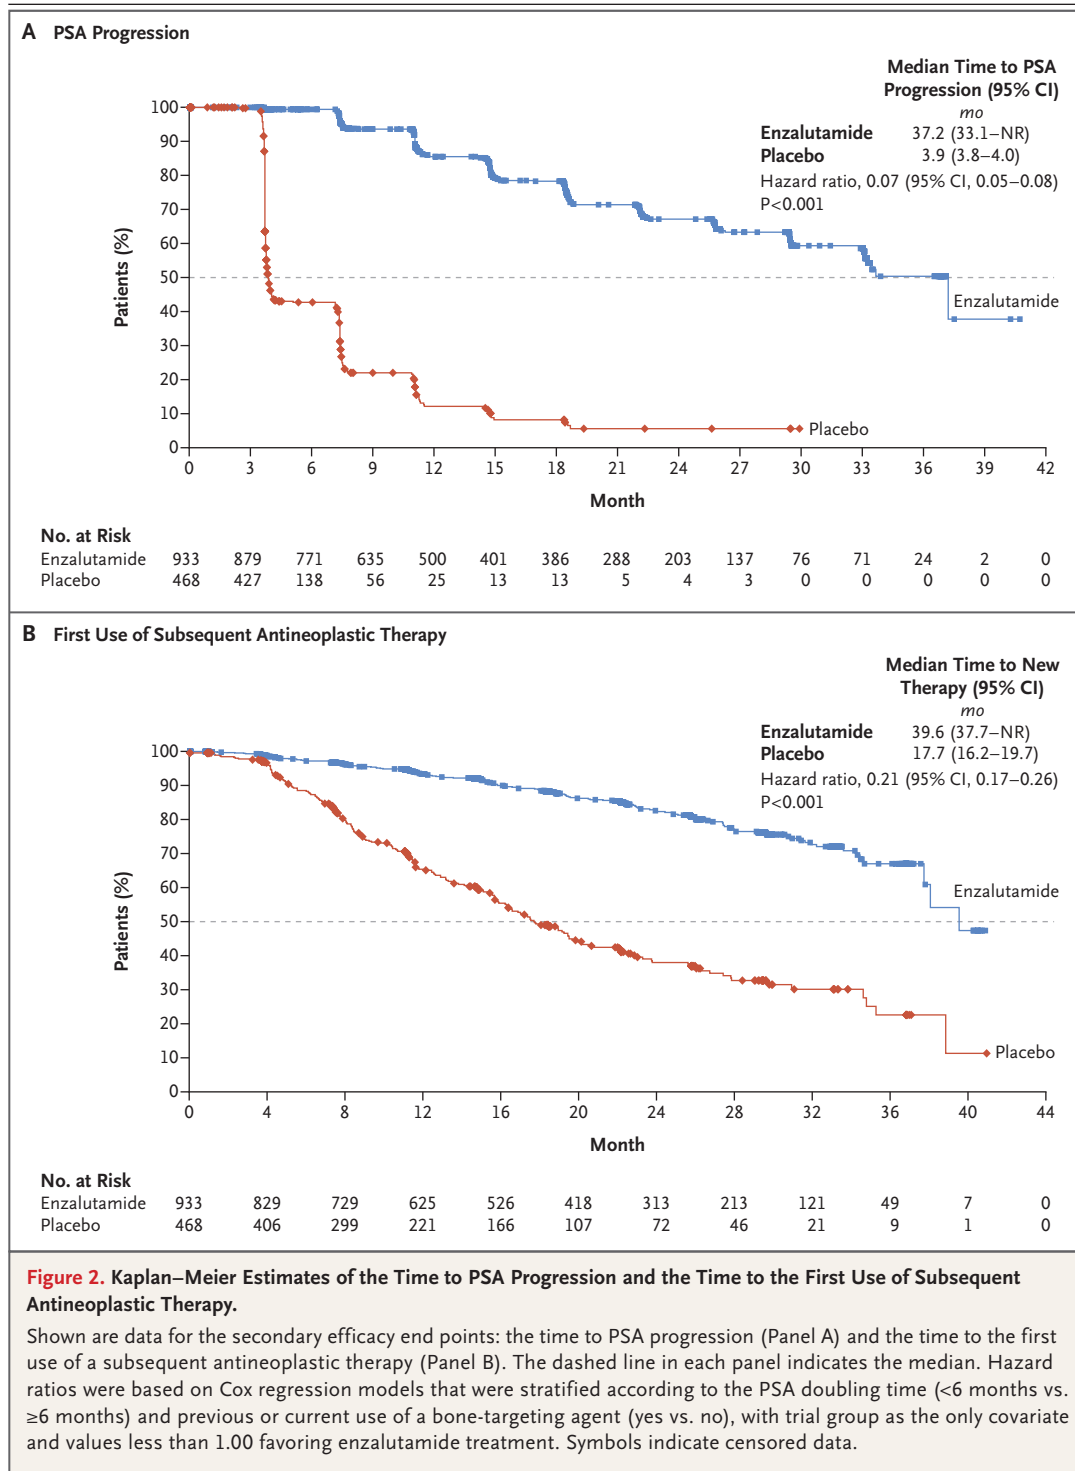 A PSA Progression
Median Time to PSA
Progression (95% CI)
mo
Enzalutamide 37.2 (33.1–NR)
Placebo 3.9 (3.8–4.0)
Hazard ratio, 0.07 (95% CI, 0.05–0.08)
P<0.001
Patients (%)
100
90
80
70
60
50
40
30
20
10
0
Enzalutamide
Placebo
0 3 6 9 12 15 18 21 24 27 30 33 36 39 42
Month
No. at Risk
Enzalutamide 933 879 771 635 500 401 386 288 203 137 76 71 24 2 0
Placebo 468 427 138 56 25 13 13 5 4 3 0 0 0 0 0
B First Use of Subsequent Antineoplastic Therapy
Median Time to New
Therapy (95% CI)
mo
Enzalutamide 39.6 (37.7–NR)
Placebo 17.7 (16.2–19.7)
Hazard ratio, 0.21 (95% CI, 0.17–0.26)
P<0.001
Patients (%)
100
90
80
70
60
50
40
30
20
10
0
Enzalutamide
Placebo
0 4 8 12 16 20 24 28 32 36 40 44
Month
No. at Risk
Enzalutamide 933 829 729 625 526 418 313 213 121 49 7 0
Placebo 468 406 299 221 166 107 72 46 21 9 1 0
Figure 2. Kaplan–Meier Estimates of the Time to PSA Progression and the Time to the First Use of Subsequent
Antineoplastic Therapy.
Shown are data for the secondary efficacy end points: the time to PSA progression (Panel A) and the time to the first
use of a subsequent antineoplastic therapy (Panel B). The dashed line in each panel indicates the median. Hazard
ratios were based on Cox regression models that were stratified according to the PSA doubling time (<6 months vs.
≥6 months) and previous or current use of a bone-targeting agent (yes vs. no), with trial group as the only covariate
and values less than 1.00 favoring enzalutamide treatment. Symbols indicate censored data.